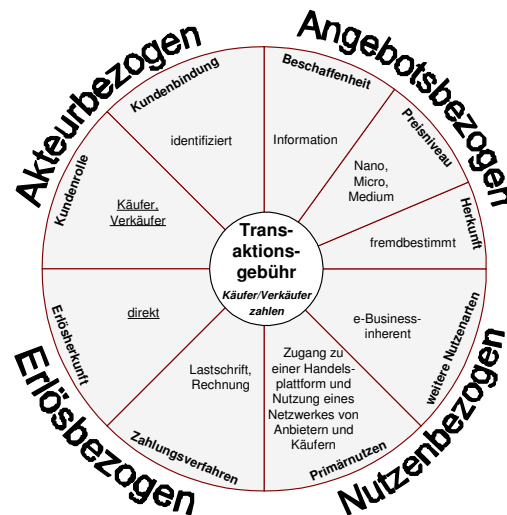 Akteurbezogen
Angebotsbezogen
Kundenbindung
identifiziert
Beschaffenheit
Information
Preisniveau
Nano,
Micro,
Medium
Herkunft
fremdbestimmt
Kundenrolle
Käufer,
Verkäufer
Trans-
aktions-
gebühr
Käufer/Verkäufer
zahlen
Erlösherkunft
direkt
Zahlungsverfahren
Lastschrift,
Rechnung
Zugang zu
einer Handels-
plattform und
Nutzung eines
Netzwerkes von
Anbietern und
Käufern
Primärnutzen
e-Business-
inherent
weitere Nutzenarten
Erlösbezogen
Nutzenbezogen